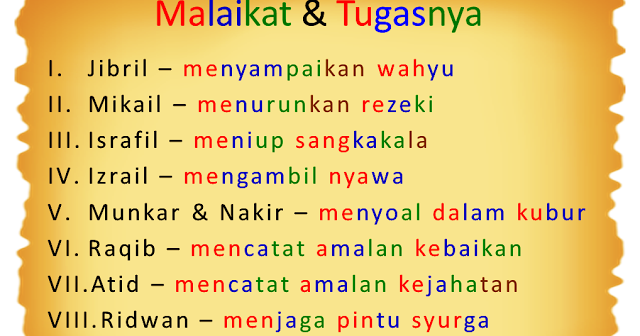 Malaikat & Tugasnya
I. Jibril – menyampaikan wahyu
II. Mikail – menurunkan rezeki
III. Israfil – meniup sangkakala
IV. Izrail – mengambil nyawa
V. Munkar & Nakir – menyoal dalam kubur
VI. Raqib – mencatat amalan kebaikan
VII.Atid – mencatat amalan kejahatan
VIII.Ridwan – menjaga pintu syurga